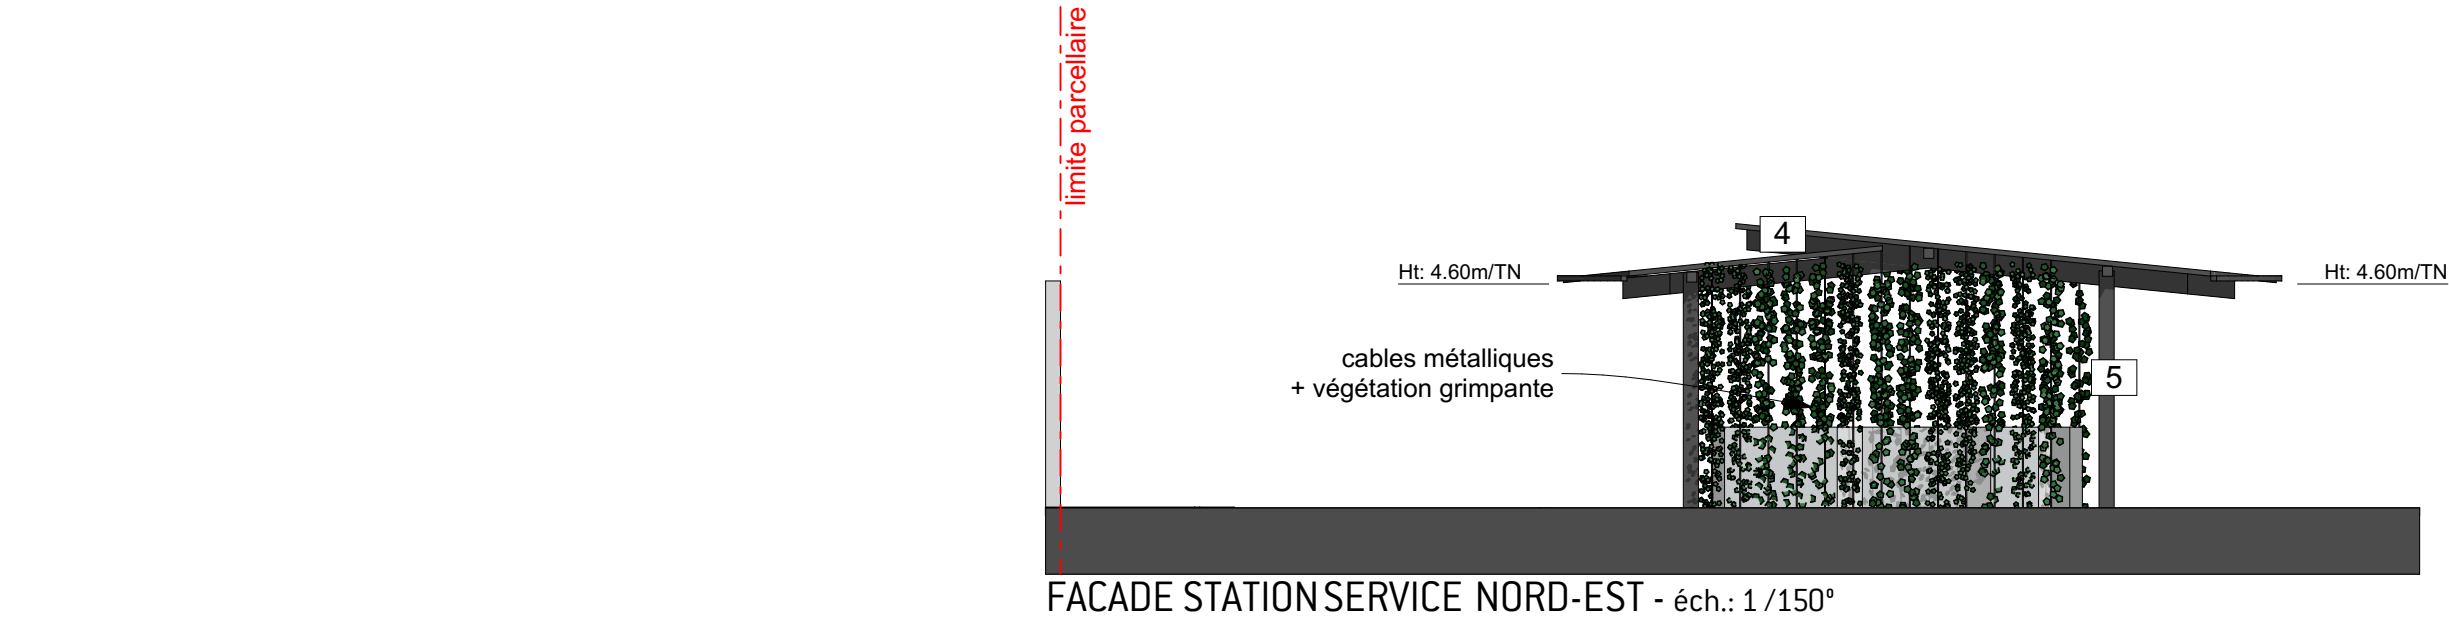 limite parcellaire
4
Ht: 4.60m/TN
Ht: 4.60m/TN
cables métalliques
+ végétation grimpante
5
FACADE STATION SERVICE NORD-EST - éch.: 1 /150°